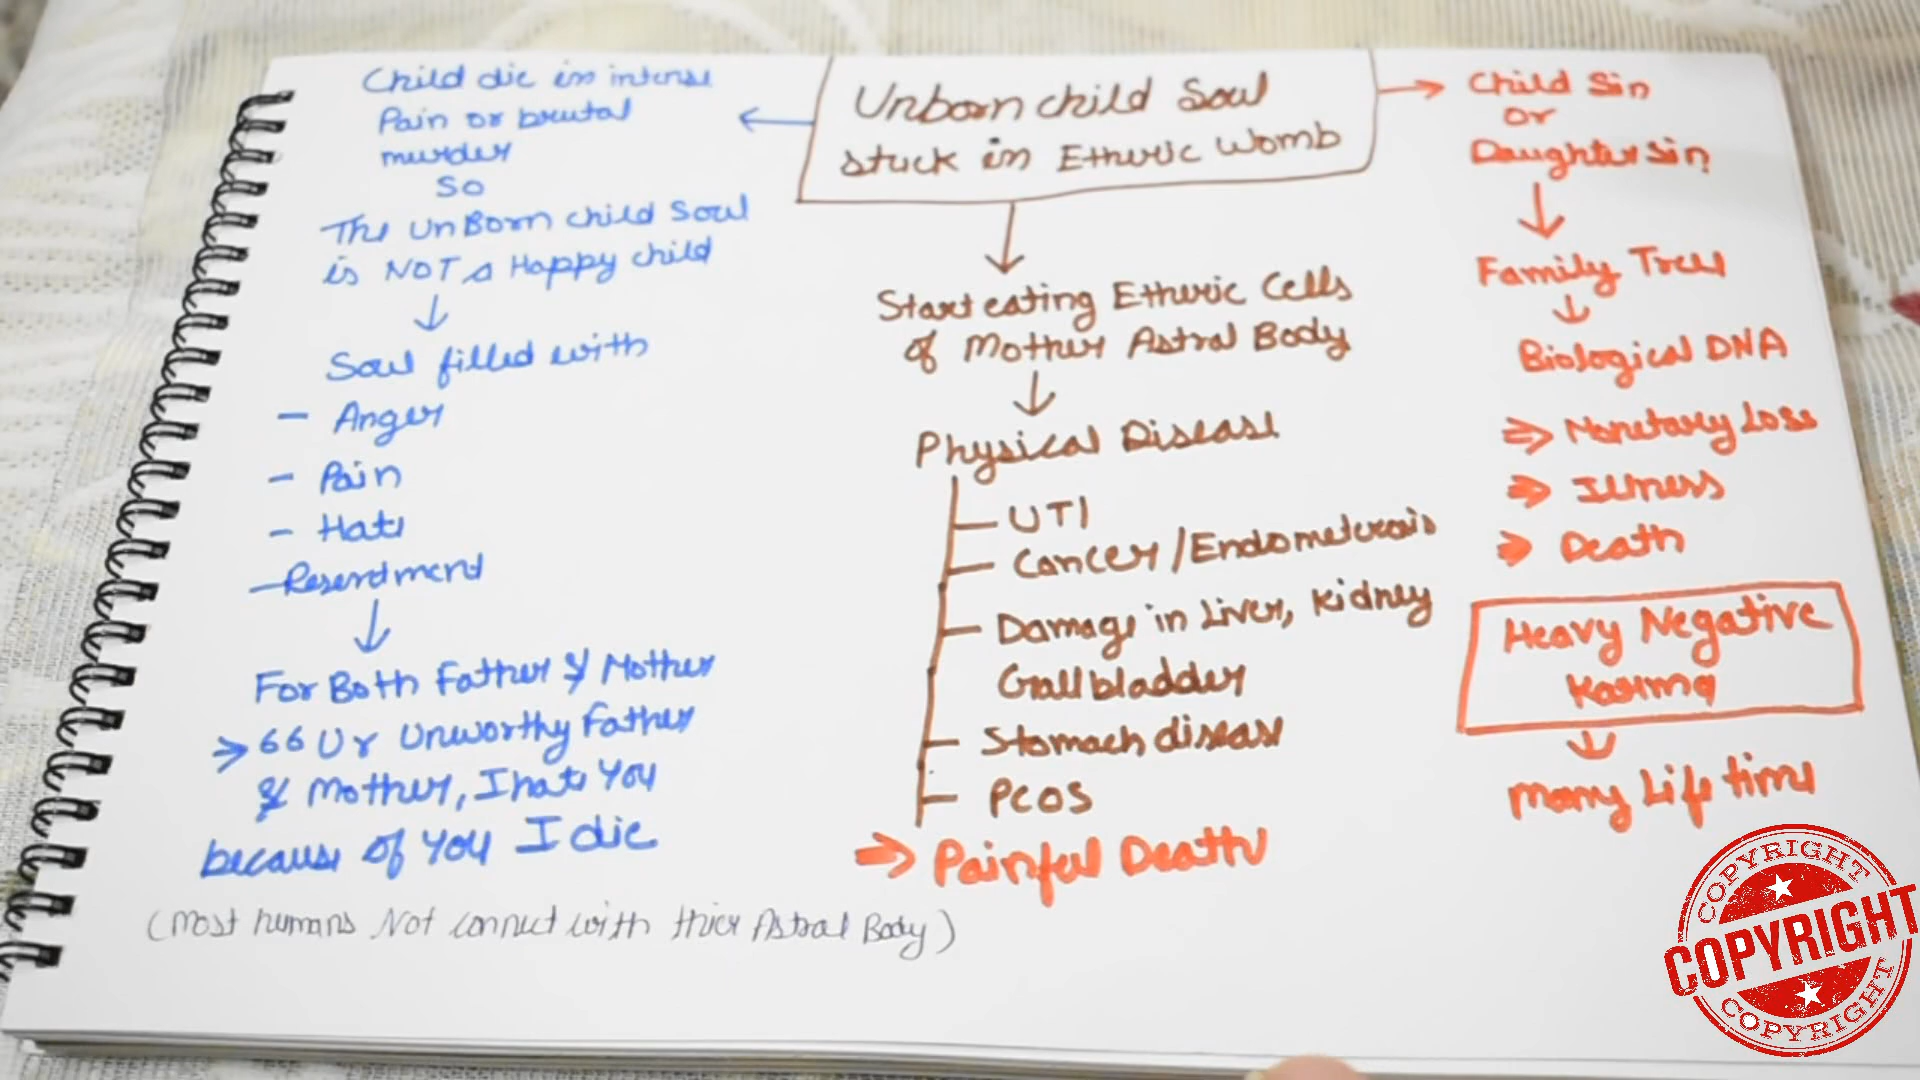 Child die in intense
Pain or brutal
murder
so
The UnBorn child Soul
is NOT a Happy child
Soul filled with
- Anger
- Pain
- Hate
- Resentment
For Both Father & Mother
66 Ur Unworthy Father
& Mother, I hate You
because of You I die
(most humans Not connect with thier Astral Body)
Unborn child Soul
stuck in Etheric Womb
Start eating Etheric Cells
of Mother Astral Body
Physical Disease
UTI
Cancer/Endometerosis
Damage in Liver, Kidney
Gallbladder
Stomach disease
PCOS
Painful Death
Child Sin
or
Daughter Sin
Family Tree
Biological DNA
Monetary Loss
Illness
Death
Heavy Negative
Karma
Many Life time
COPYRIGHT
COPYRIGHT
COPYRIGHT